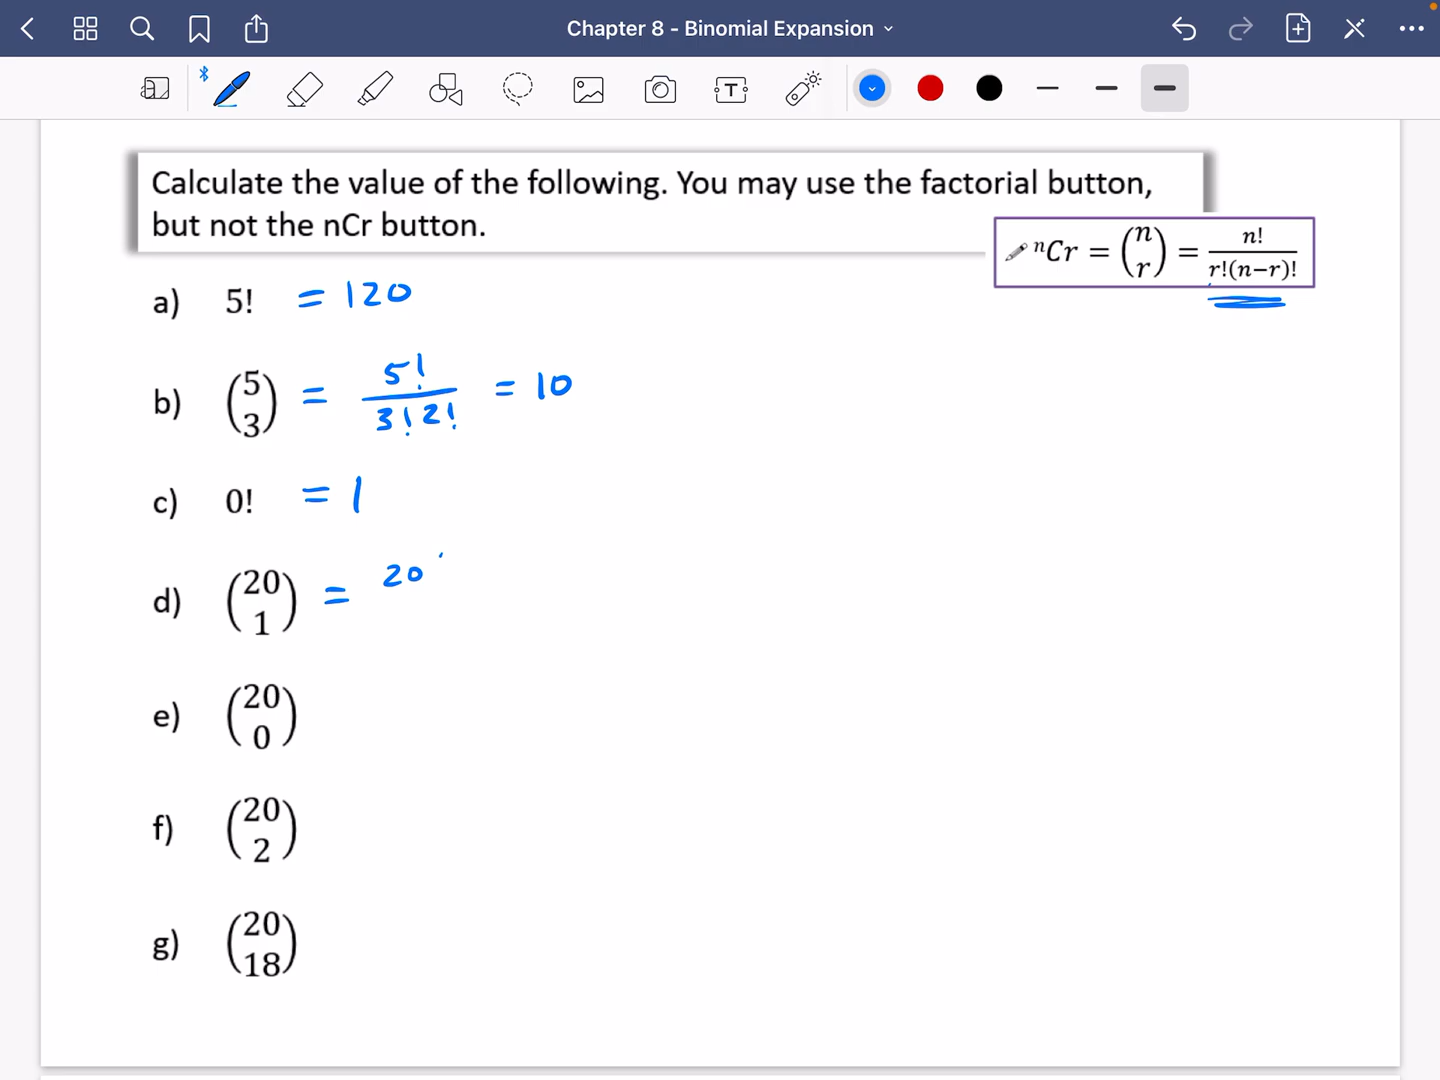 Chapter 8 - Binomial Expansion
Calculate the value of the following. You may use the factorial button,
but not the nCr button.
ⁿCr = (n r) = n! / r!(n−r)!
a) 5! = 120
b) (5 3) = 5! / 3! 2! = 10
c) 0! = 1
d) (20 1) = 20
e) (20 0)
f) (20 2)
g) (20 18)